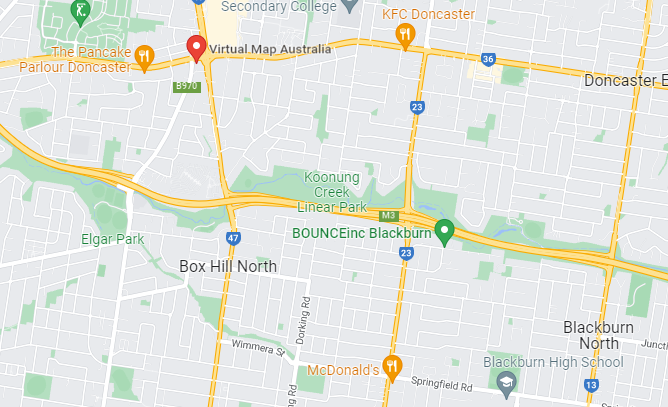 Secondary College
KFC Doncaster
The Pancake
Parlour Doncaster
Virtual Map Australia
36
B970
Doncaster E
23
Koonung
Creek
Linear Park
M3
BOUNCEinc Blackburn
47
Elgar Park
23
Box Hill North
Dorking Rd
Blackburn
North
Wimmera St
Juncti
McDonald's
Blackburn High School
Springfield Rd
13
ng Rd